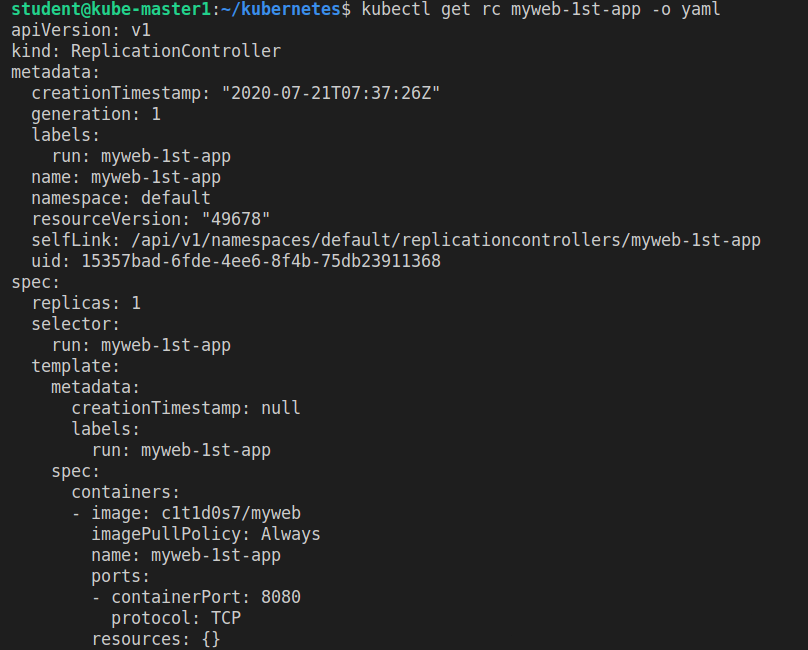 student@kube-master1:~/kubernetes$ kubectl get rc myweb-1st-app -o yaml
apiVersion: v1
kind: ReplicationController
metadata:
  creationTimestamp: "2020-07-21T07:37:26Z"
  generation: 1
  labels:
    run: myweb-1st-app
  name: myweb-1st-app
  namespace: default
  resourceVersion: "49678"
  selfLink: /api/v1/namespaces/default/replicationcontrollers/myweb-1st-app
  uid: 15357bad-6fde-4ee6-8f4b-75db23911368
spec:
  replicas: 1
  selector:
    run: myweb-1st-app
  template:
    metadata:
      creationTimestamp: null
      labels:
        run: myweb-1st-app
    spec:
      containers:
      - image: c1t1d0s7/myweb
        imagePullPolicy: Always
        name: myweb-1st-app
        ports:
        - containerPort: 8080
          protocol: TCP
        resources: {}